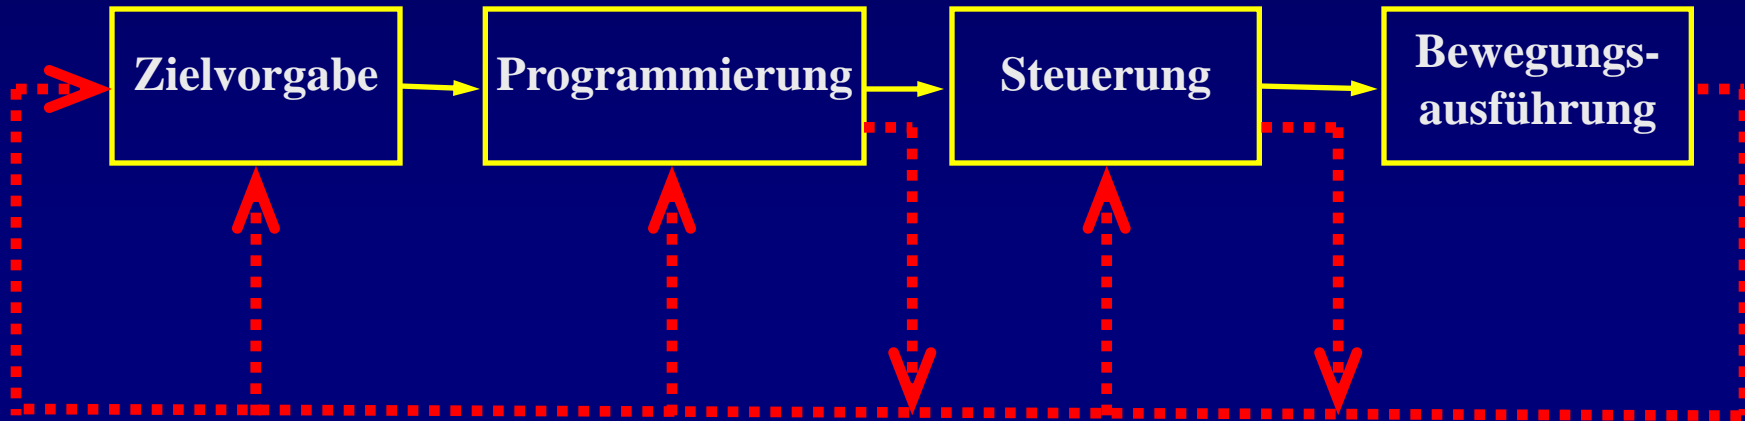 Zielvorgabe
Programmierung
Steuerung
Bewegungs-
ausführung